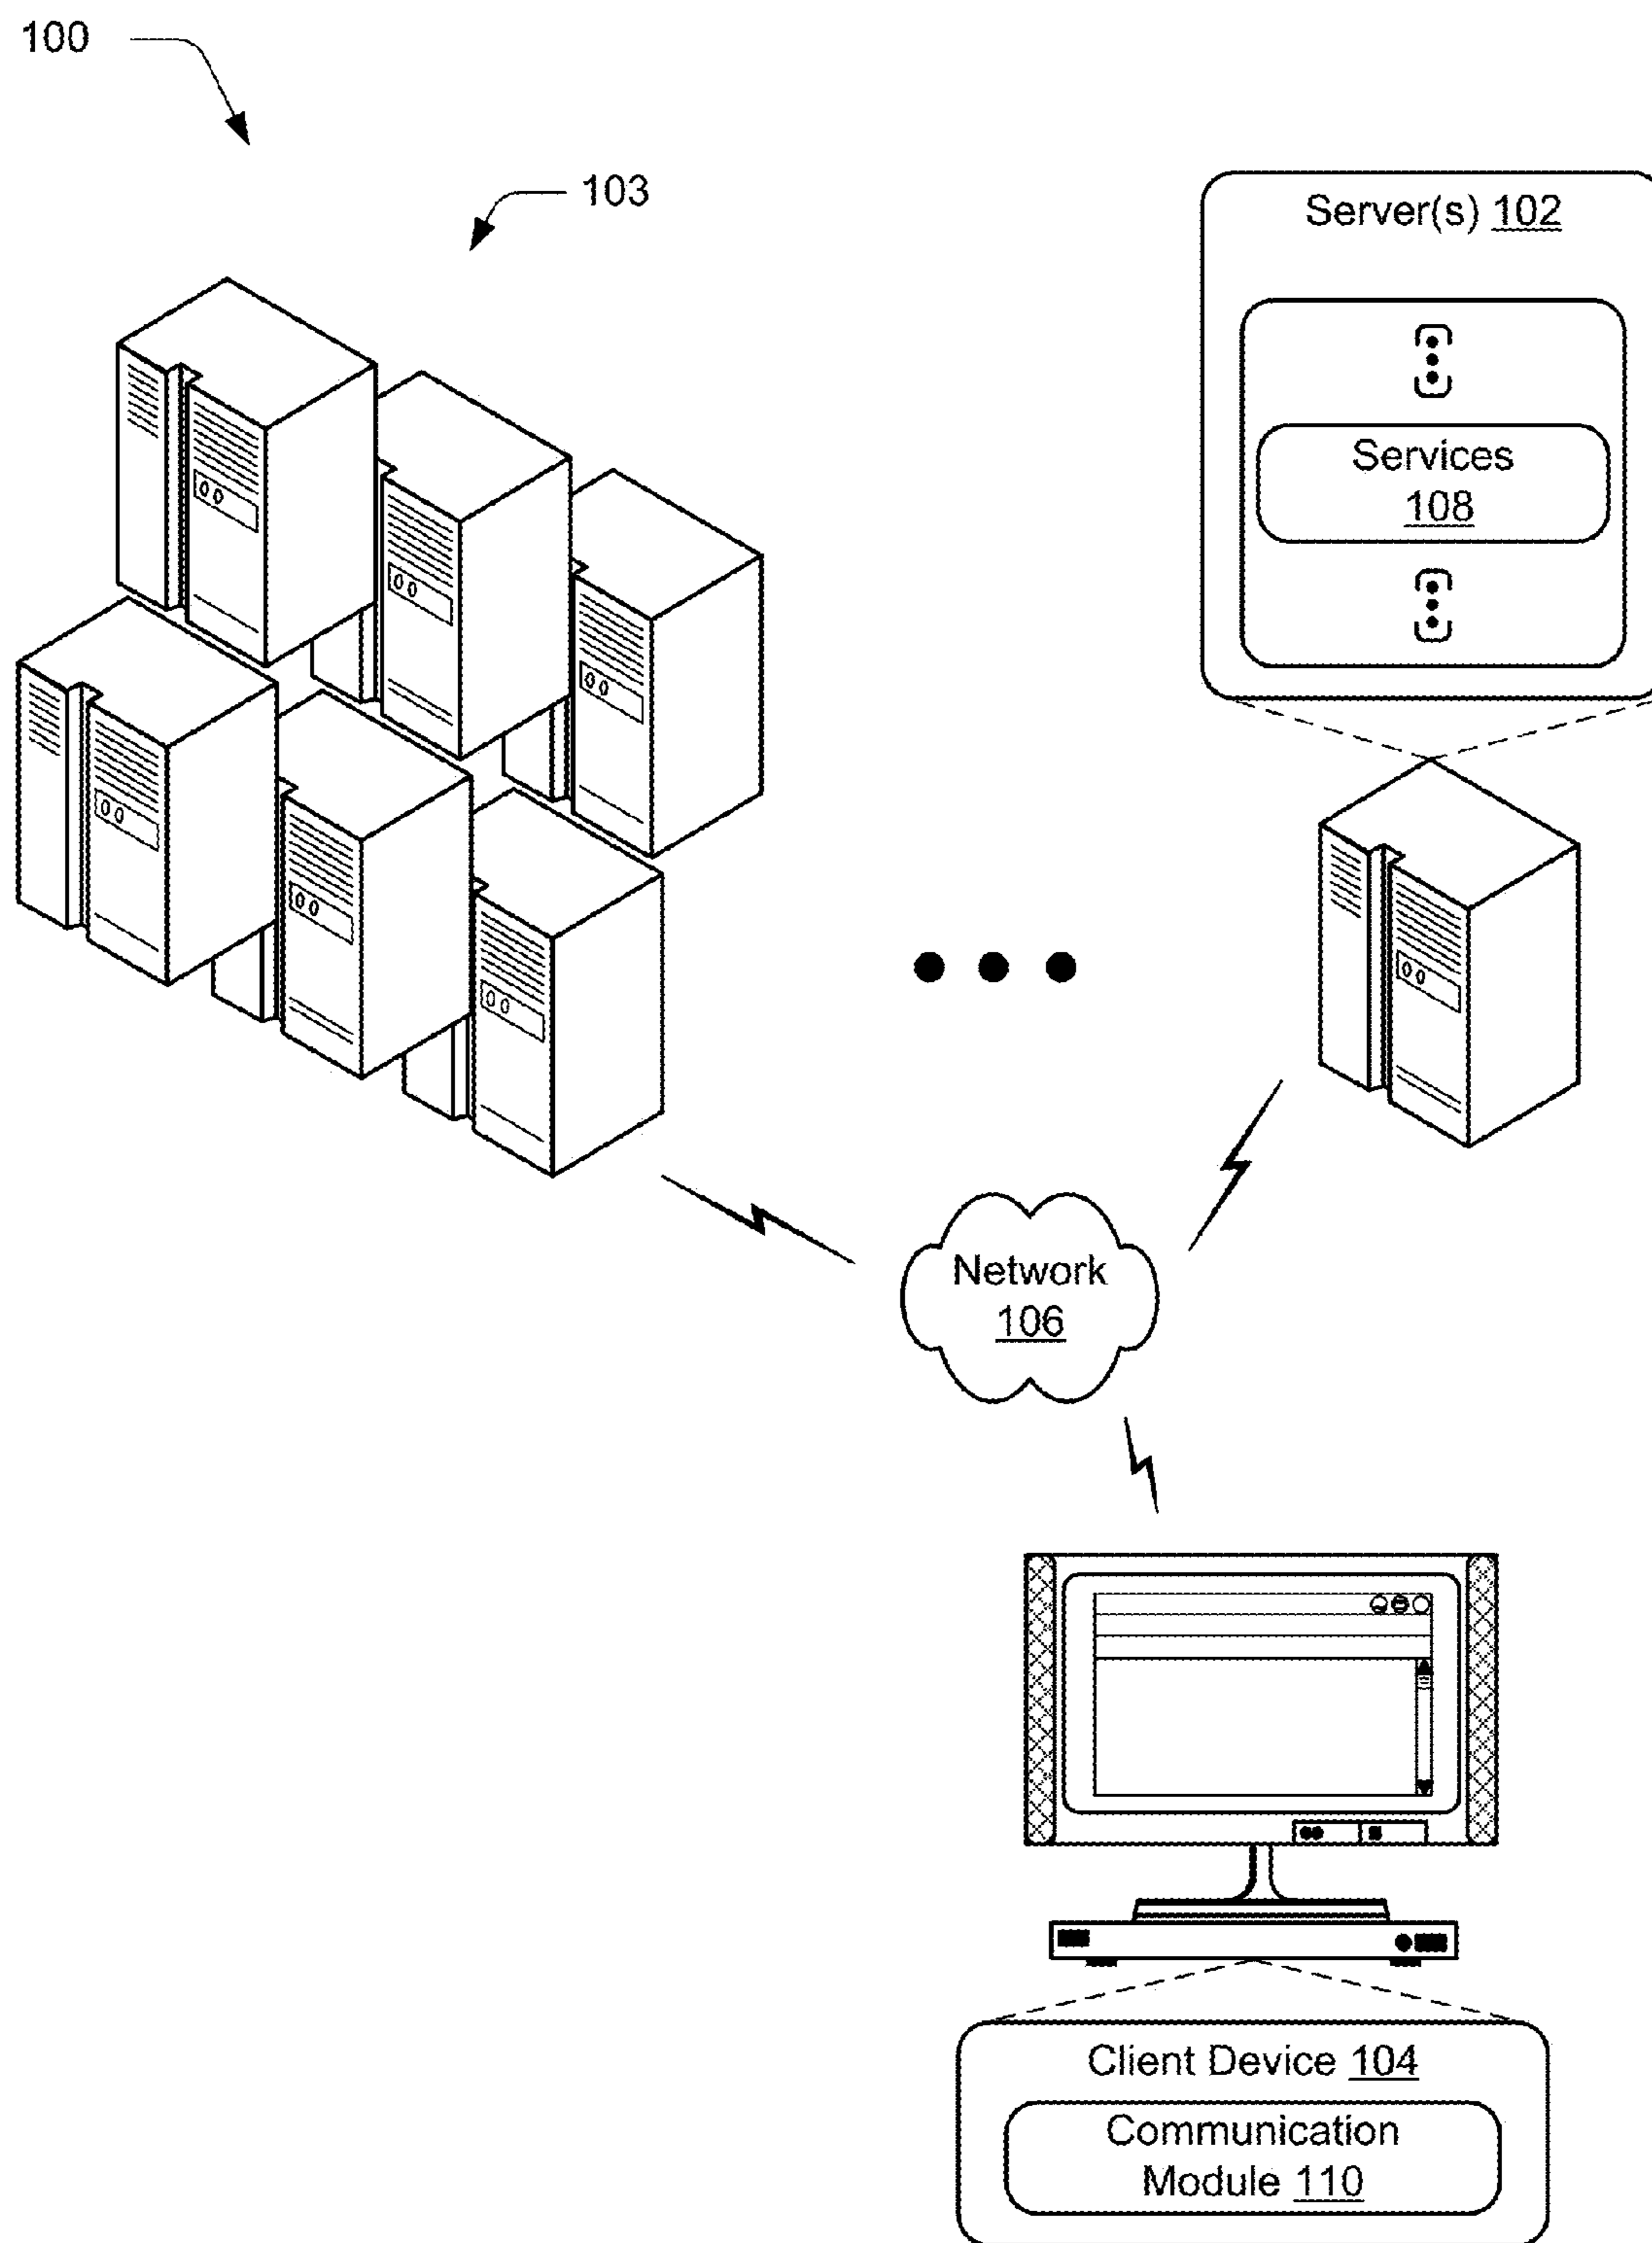 100
103
Server(s) 102
Services
108
Network
106
Client Device 104
Communication
Module 110